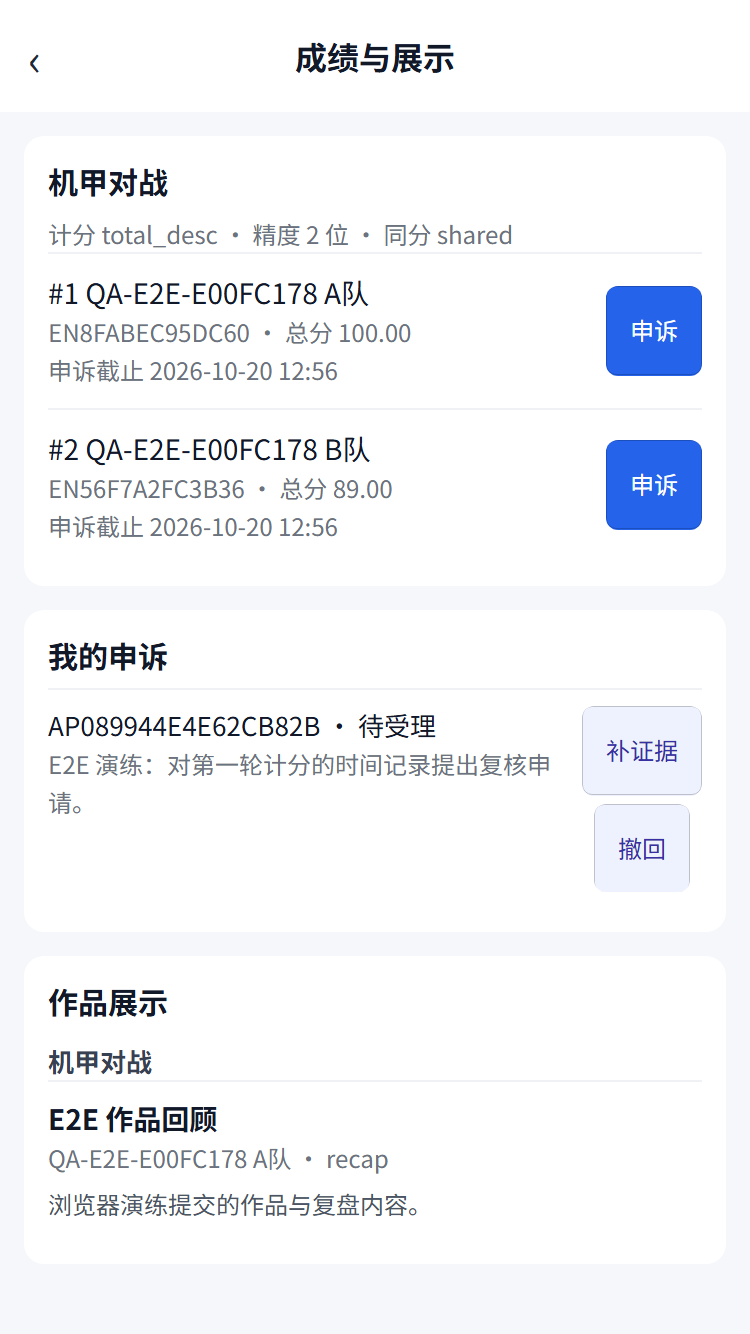 ‹
成绩与展示
机甲对战
计分 total_desc · 精度 2 位 · 同分 shared
#1 QA-E2E-E00FC178 A队
EN8FABEC95DC60 · 总分 100.00
申诉截止 2026-10-20 12:56
申诉
#2 QA-E2E-E00FC178 B队
EN56F7A2FC3B36 · 总分 89.00
申诉截止 2026-10-20 12:56
申诉
我的申诉
AP089944E4E62CB82B · 待受理
E2E 演练：对第一轮计分的时间记录提出复核申
请。
补证据
撤回
作品展示
机甲对战
E2E 作品回顾
QA-E2E-E00FC178 A队 · recap
浏览器演练提交的作品与复盘内容。